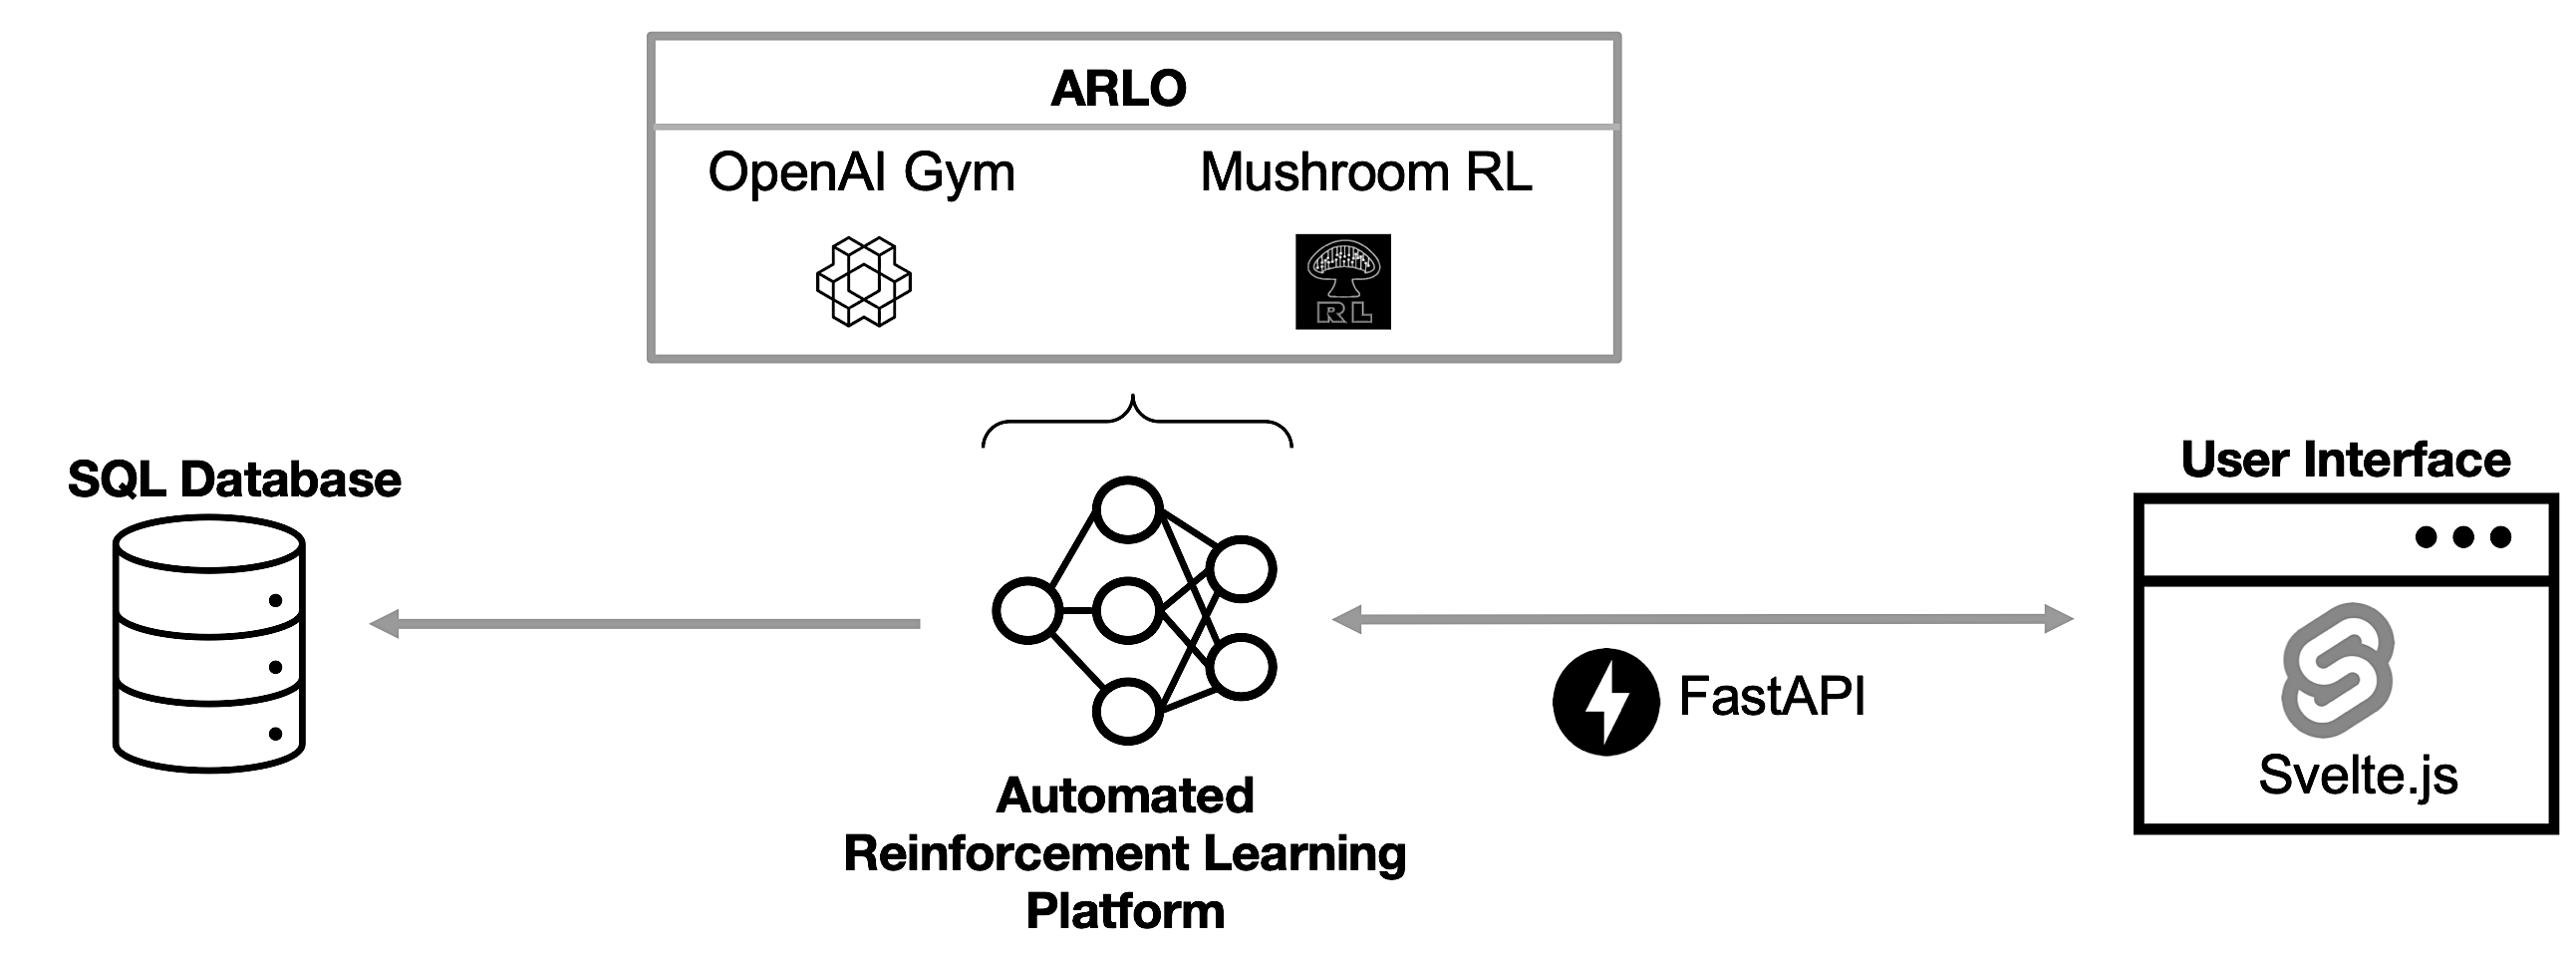 ARLO
OpenAI Gym
Mushroom RL
RL
SQL Database
User Interface
FastAPI
Svelte.js
Automated
Reinforcement Learning
Platform